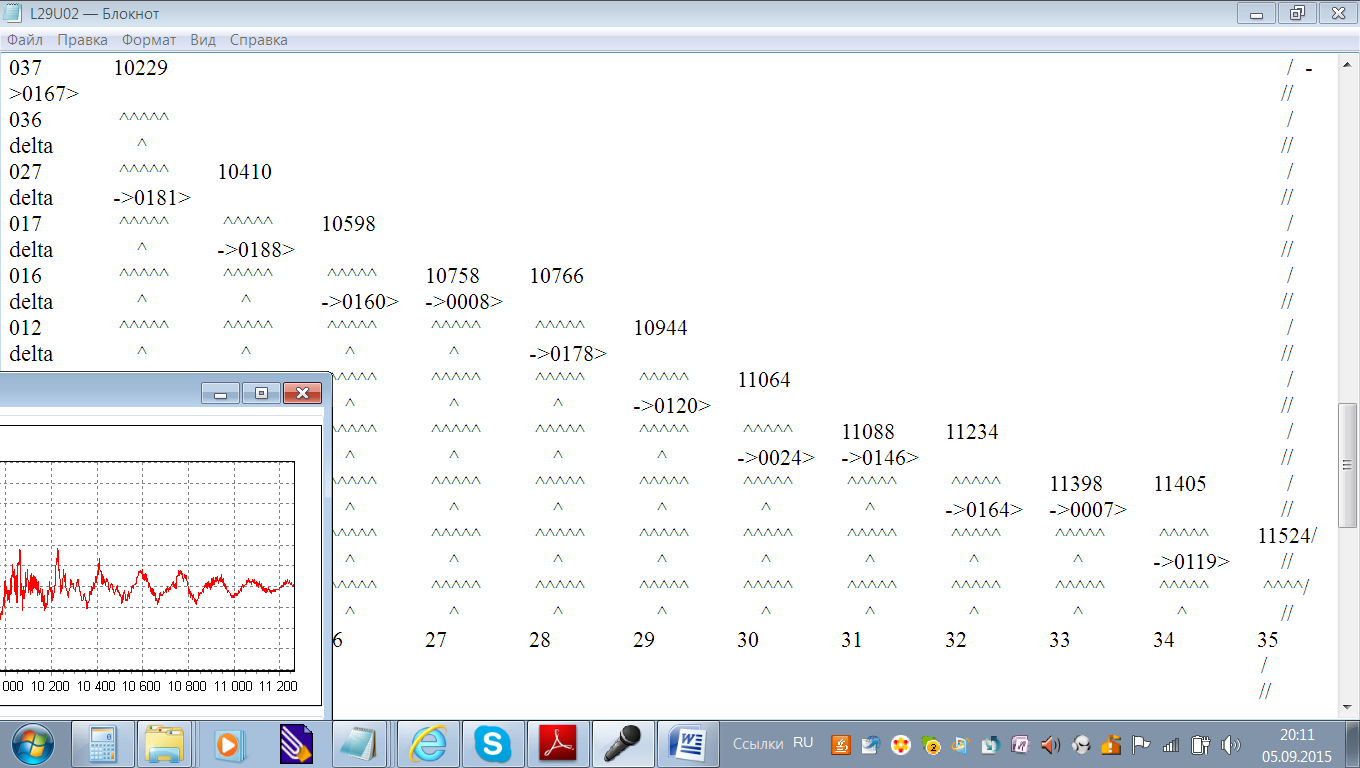 L29U02 — Блокнот
Файл Правка Формат Вид Справка
037 10229 / -
>0167> //
036 ^^^^^ /
delta ^ //
027 ^^^^^ 10410 /
delta ->0181> //
017 ^^^^^ ^^^^^ 10598 /
delta ^ ->0188> //
016 ^^^^^ ^^^^^ ^^^^^ 10758 10766 /
delta ^ ^ ->0160> ->0008> //
012 ^^^^^ ^^^^^ ^^^^^ ^^^^^ ^^^^^ 10944 /
delta ^ ^ ^ ^ ->0178> //
^^^^^ ^^^^^ ^^^^^ ^^^^^ 11064 /
^ ^ ^ ->0120> //
^^^^^ ^^^^^ ^^^^^ ^^^^^ ^^^^^ 11088 11234 /
^ ^ ^ ^ ->0024> ->0146> //
^^^^^ ^^^^^ ^^^^^ ^^^^^ ^^^^^ ^^^^^ ^^^^^ 11398 11405 /
^ ^ ^ ^ ^ ^ ->0164> ->0007> //
^^^^^ ^^^^^ ^^^^^ ^^^^^ ^^^^^ ^^^^^ ^^^^^ ^^^^^ ^^^^^ 11524/
^ ^ ^ ^ ^ ^ ^ ^ ->0119> //
^^^^^ ^^^^^ ^^^^^ ^^^^^ ^^^^^ ^^^^^ ^^^^^ ^^^^^ ^^^^^ ^^^^/
^ ^ ^ ^ ^ ^ ^ ^ ^ //
6 27 28 29 30 31 32 33 34 35
/
//
000 10 200 10 400 10 600 10 800 11 000 11 200
Ссылки RU 20:11
05.09.2015